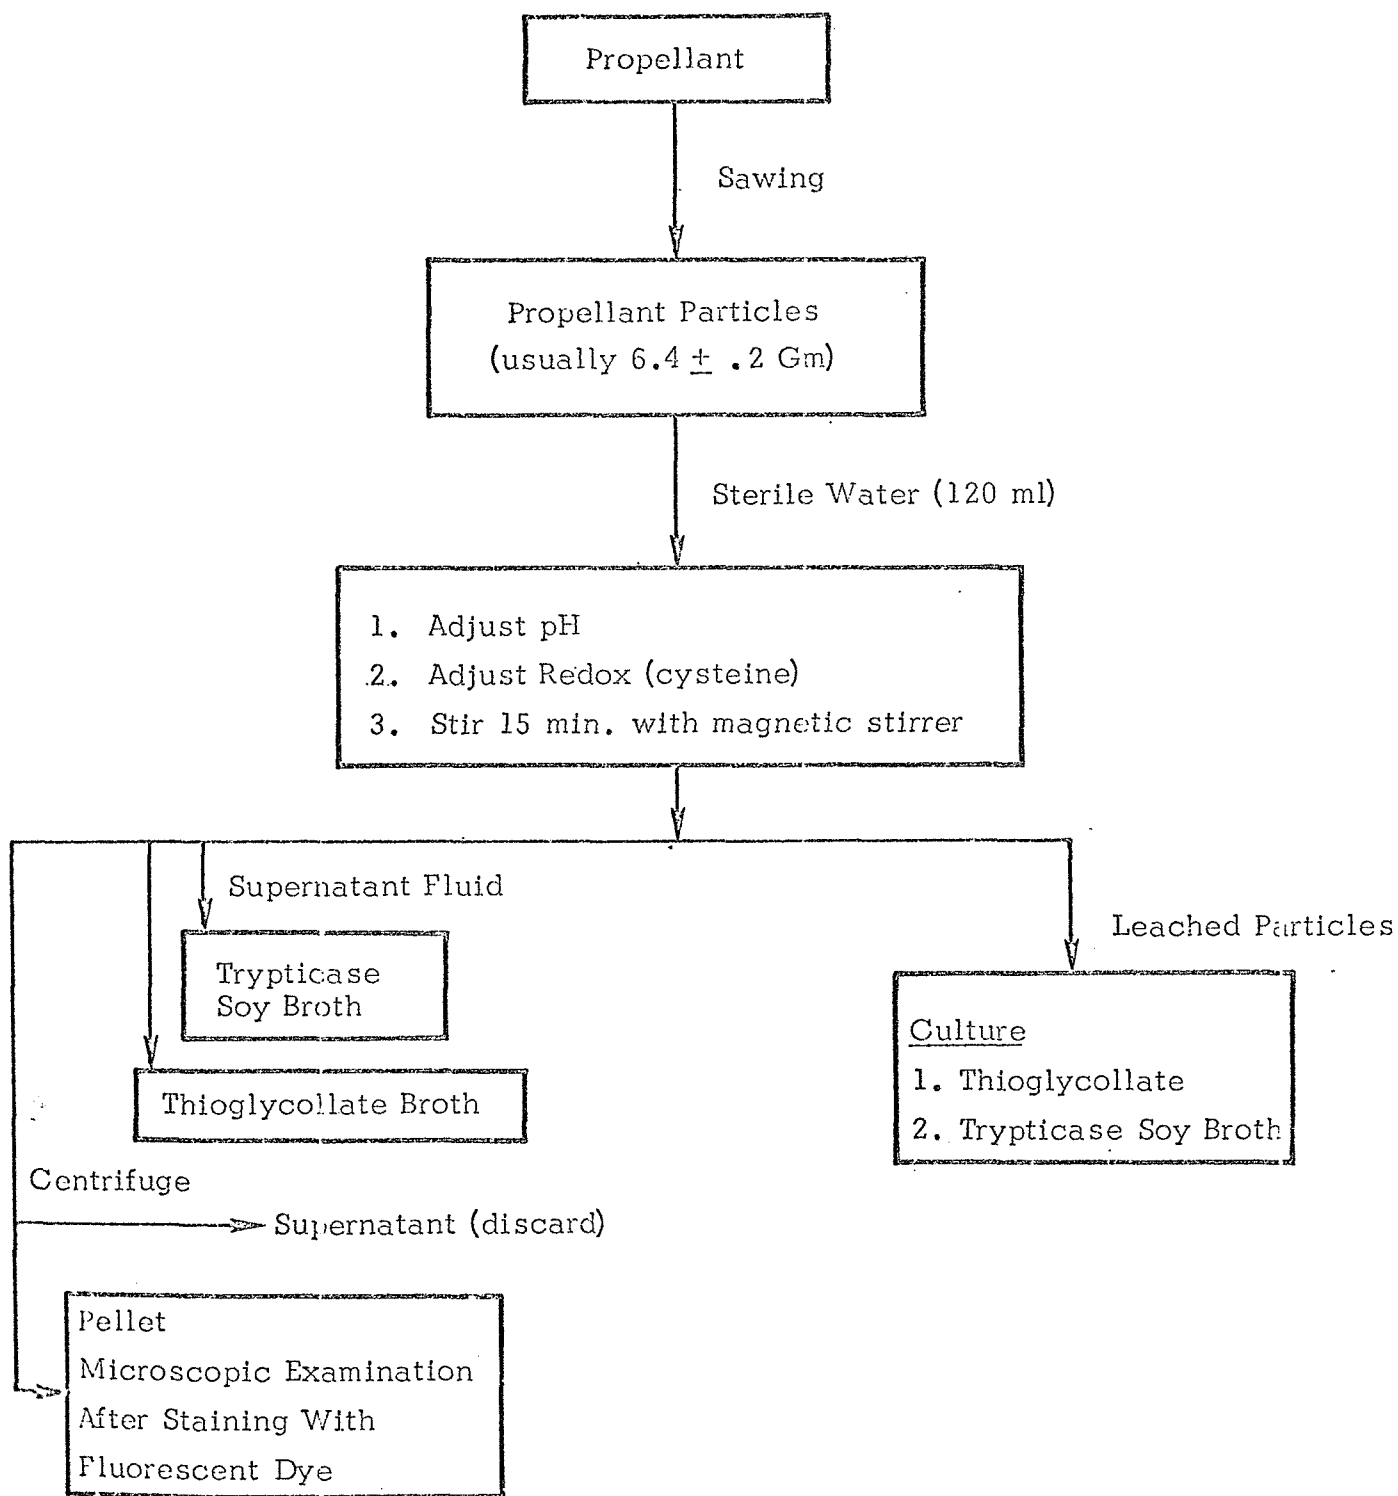 Propellant
Sawing
Propellant Particles
(usually 6.4 ± .2 Gm)
Sterile Water (120 ml)
1. Adjust pH
2. Adjust Redox (cysteine)
3. Stir 15 min. with magnetic stirrer
Supernatant Fluid
Trypticase
Soy Broth
Thioglycollate Broth
Leached Particles
Culture
1. Thioglycollate
2. Trypticase Soy Broth
Centrifuge
Supernatant (discard)
Pellet
Microscopic Examination
After Staining With
Fluorescent Dye